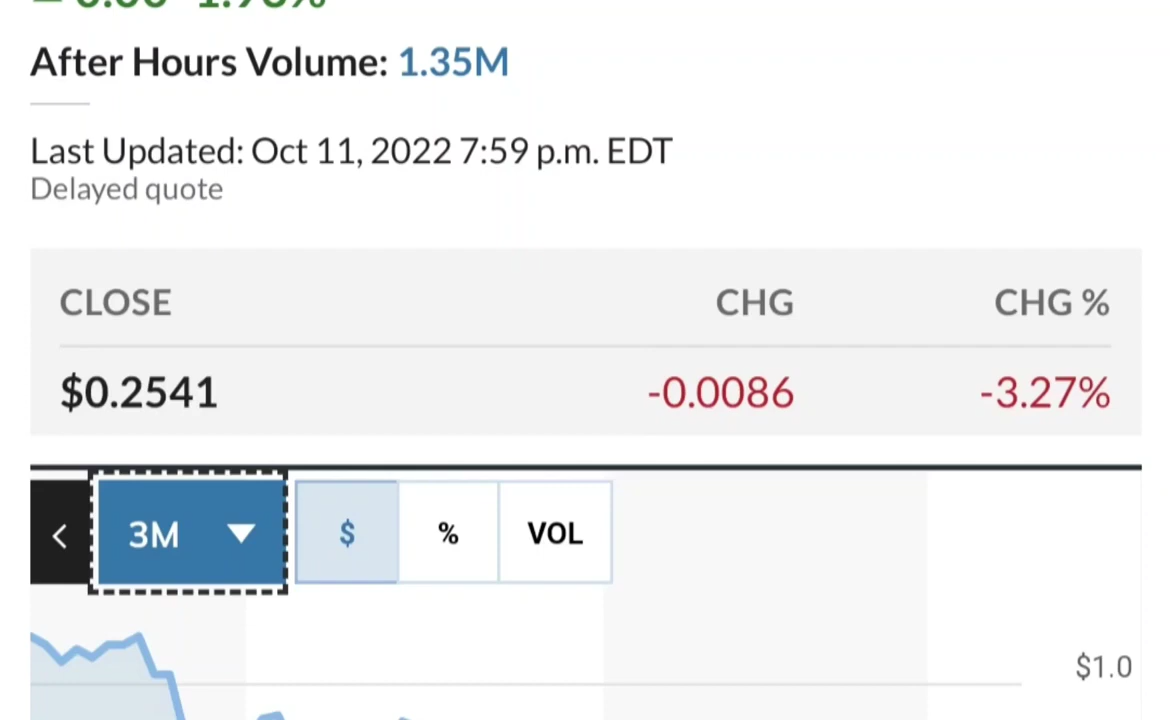 After Hours Volume: 1.35M
Last Updated: Oct 11, 2022 7:59 p.m. EDT
Delayed quote
CLOSE CHG CHG %
$0.2541 -0.0086 -3.27%
3M $ % VOL
$1.0